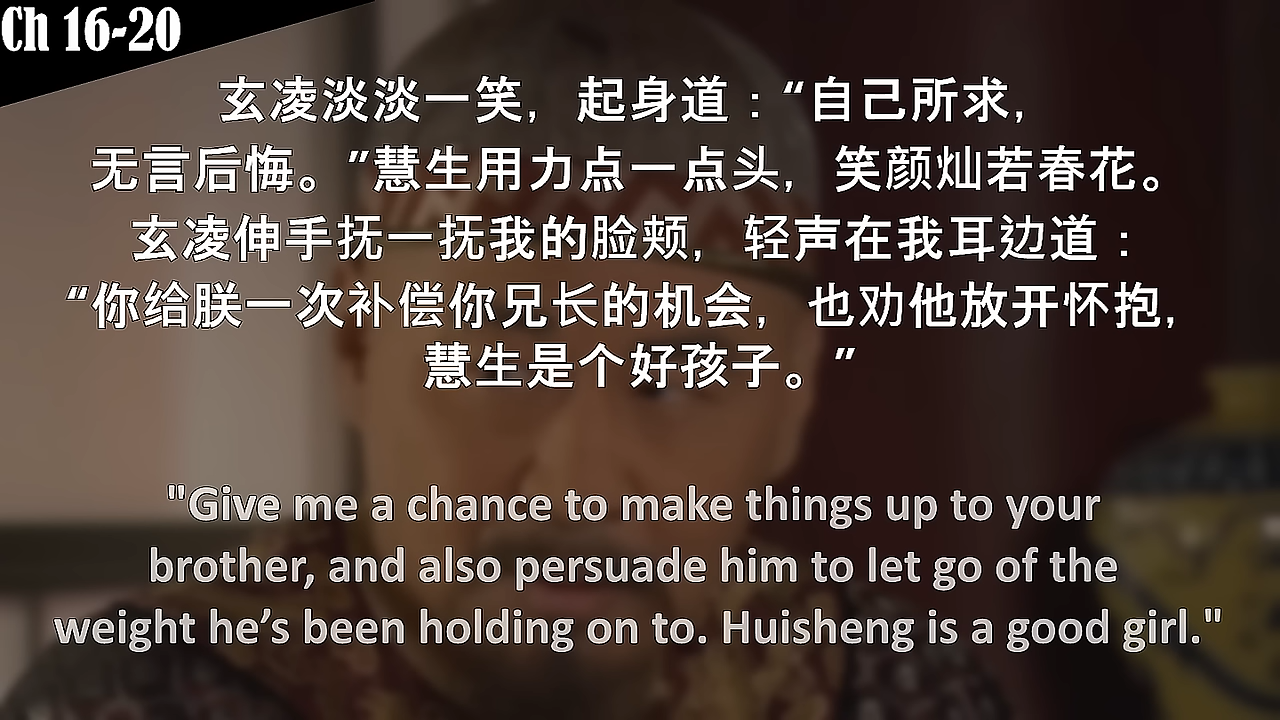 Ch 16-20
玄凌淡淡一笑，起身道：“自己所求，
无言后悔。”慧生用力点一点头，笑颜灿若春花。
玄凌伸手抚一抚我的脸颊，轻声在我耳边道：
“你给朕一次补偿你兄长的机会，也劝他放开怀抱，
慧生是个好孩子。”
"Give me a chance to make things up to your
brother, and also persuade him to let go of the
weight he’s been holding on to. Huisheng is a good girl."